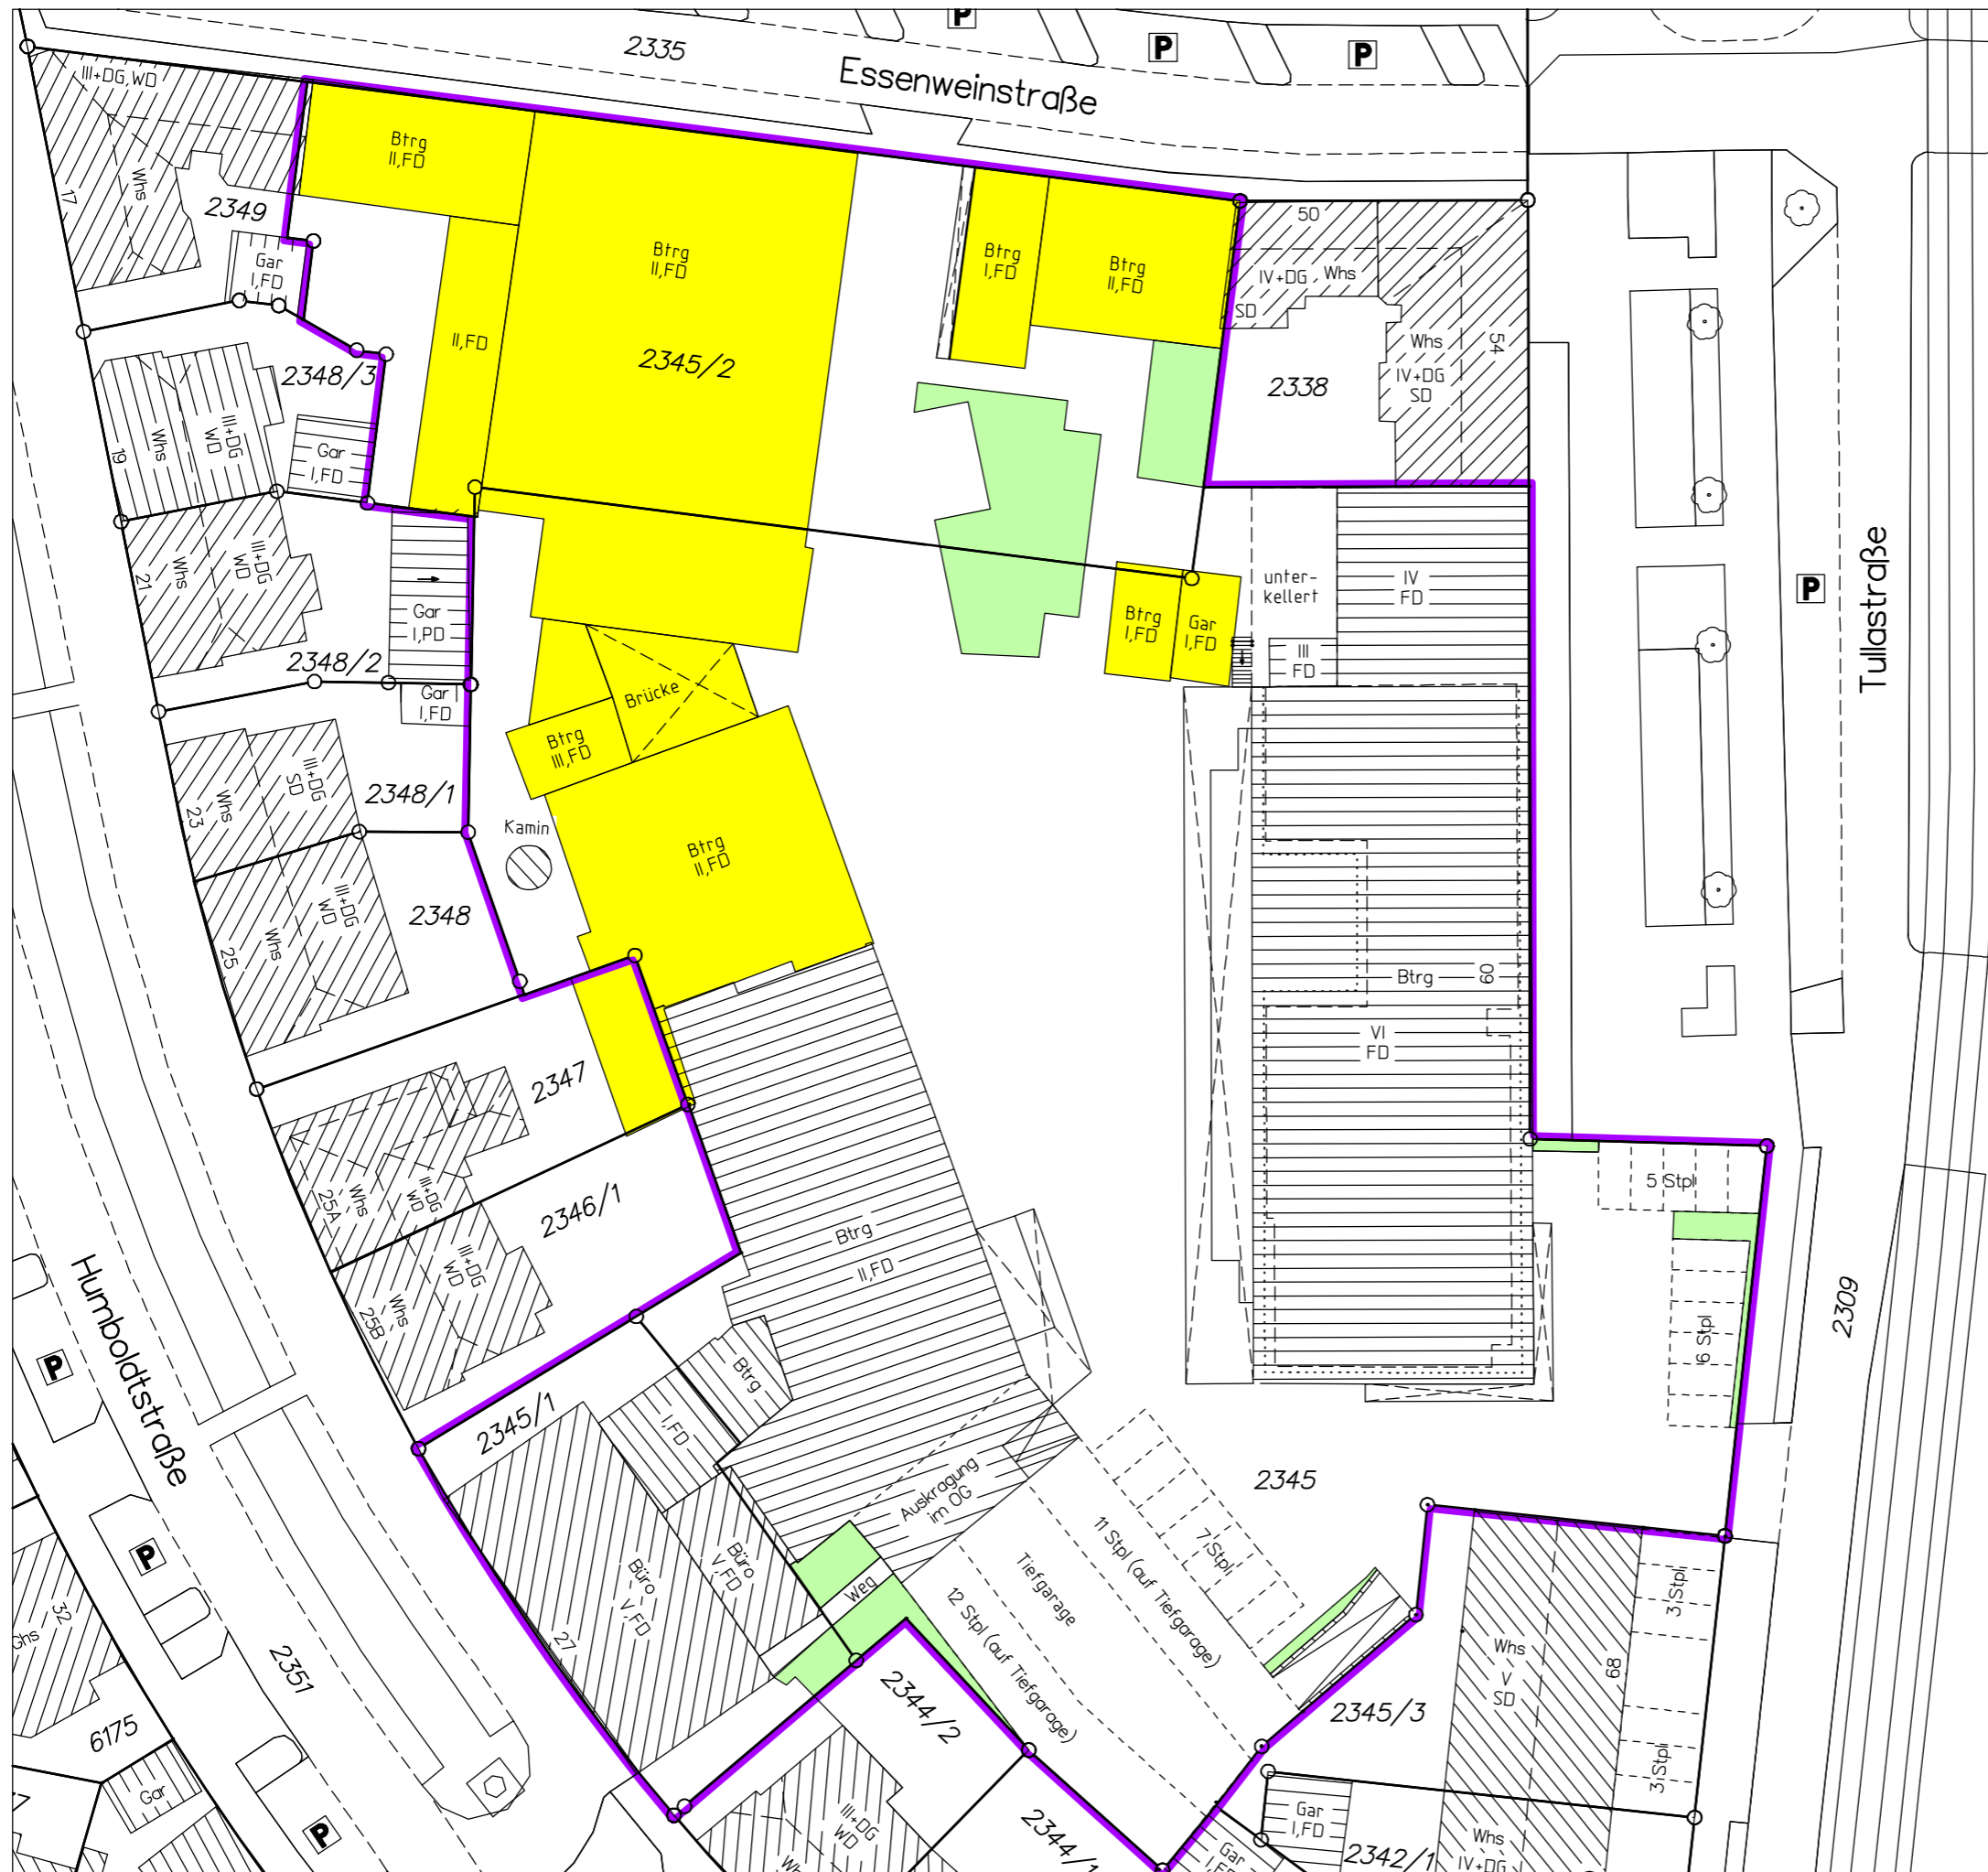 P
2335
P
P
Essenweinstraße
III+DG,WD
Whs
17
2349
Btrg
II,FD
Btrg
II,FD
Btrg
I,FD
Btrg
II,FD
50
IV+DG Whs
SD
Gar
I,FD
II,FD
2345/2
2338
Whs
IV+DG
SD
54
2348/3
III+DG
WD
Whs
19
Gar
I,FD
III+DG
WD
Whs
21
Gar
I,PD
2348/2
Gar
I,FD
unter-
kellert
IV
FD
Btrg
I,FD
Gar
I,FD
III
FD
P
Tullastraße
Brücke
Btrg
III,FD
III+DG
SD
Whs
23
2348/1
Kamin
Btrg
II,FD
III+DG
WD
Whs
25
2348
Btrg
60
VI
FD
2347
III+DG
WD
Whs
25A
2346/1
5 Stpl
Btrg
II,FD
III+DG
WD
Whs
25B
Humboldtstraße
P
6 Stpl
2309
Btrg
I,FD
2345/1
Auskragung
im OG
2345
P
Büro
V,FD
Büro
V,FD
27
Weg
7 Stpl
11 Stpl (auf Tiefgarage)
Tiefgarage
12 Stpl (auf Tiefgarage)
3 Stpl
Whs
V
SD
68
32
Ghs
2351
2344/2
2345/3
6175
3 Stpl
Gar
P
III+DG
WD
2344/1
Gar
I,FD
Gar
I,FD
2342/1
Whs
IV+DG